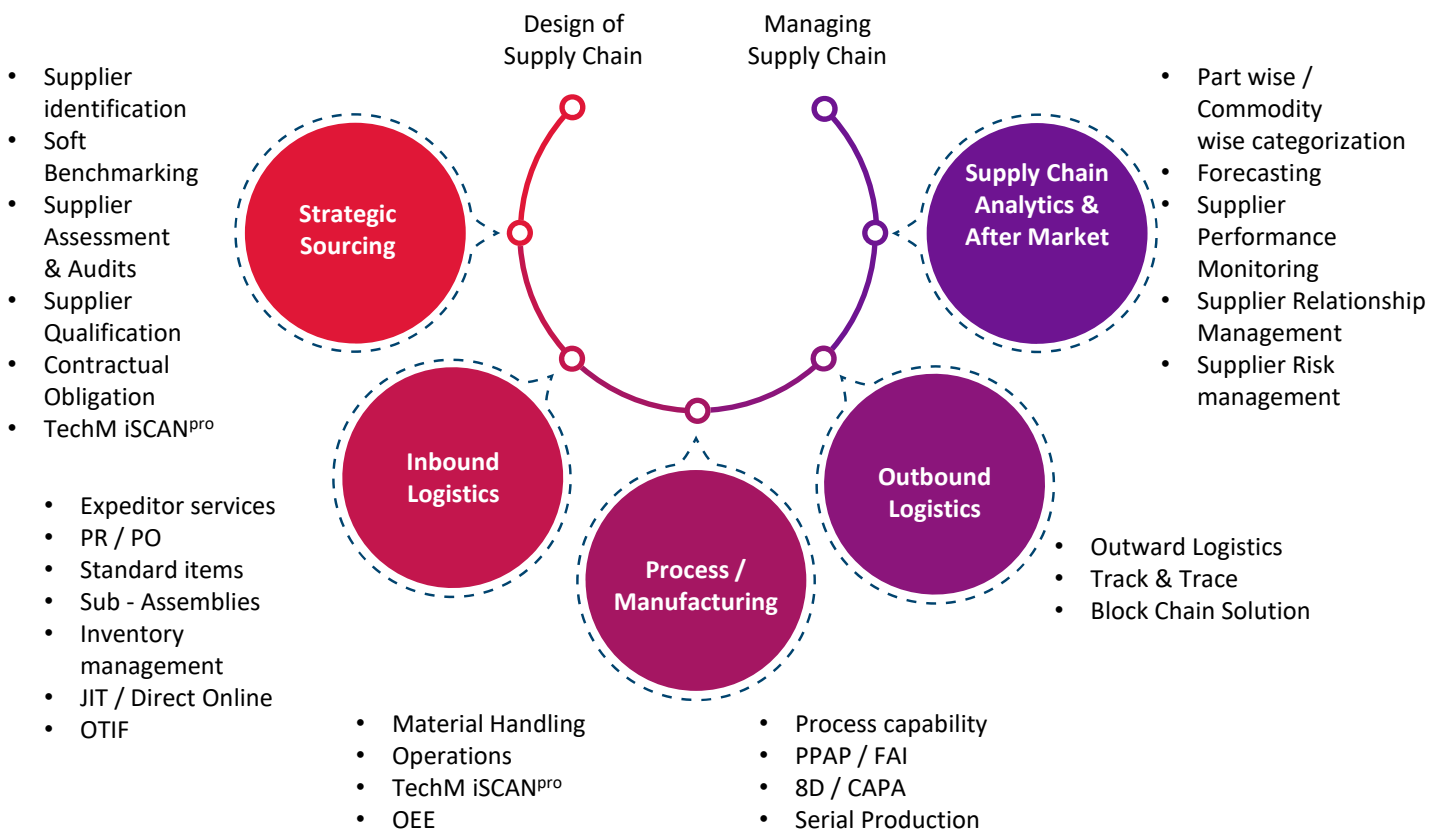 Design of
Supply Chain
Managing
Supply Chain
• Supplier
identification
• Soft
Benchmarking
• Supplier
Assessment
& Audits
• Supplier
Qualification
• Contractual
Obligation
• TechM iSCANpro
Strategic
Sourcing
Supply Chain
Analytics &
After Market
• Part wise /
Commodity
wise categorization
• Forecasting
• Supplier
Performance
Monitoring
• Supplier Relationship
Management
• Supplier Risk
management
Inbound
Logistics
• Expeditor services
• PR / PO
• Standard items
• Sub - Assemblies
• Inventory
management
• JIT / Direct Online
• OTIF
Process /
Manufacturing
• Material Handling
• Operations
• TechM iSCANpro
• OEE
• Process capability
• PPAP / FAI
• 8D / CAPA
• Serial Production
Outbound
Logistics
• Outward Logistics
• Track & Trace
• Block Chain Solution